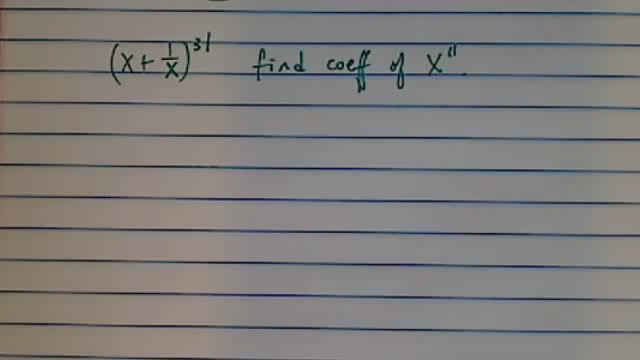 (x + 1/x)^31 find coeff of x^11.